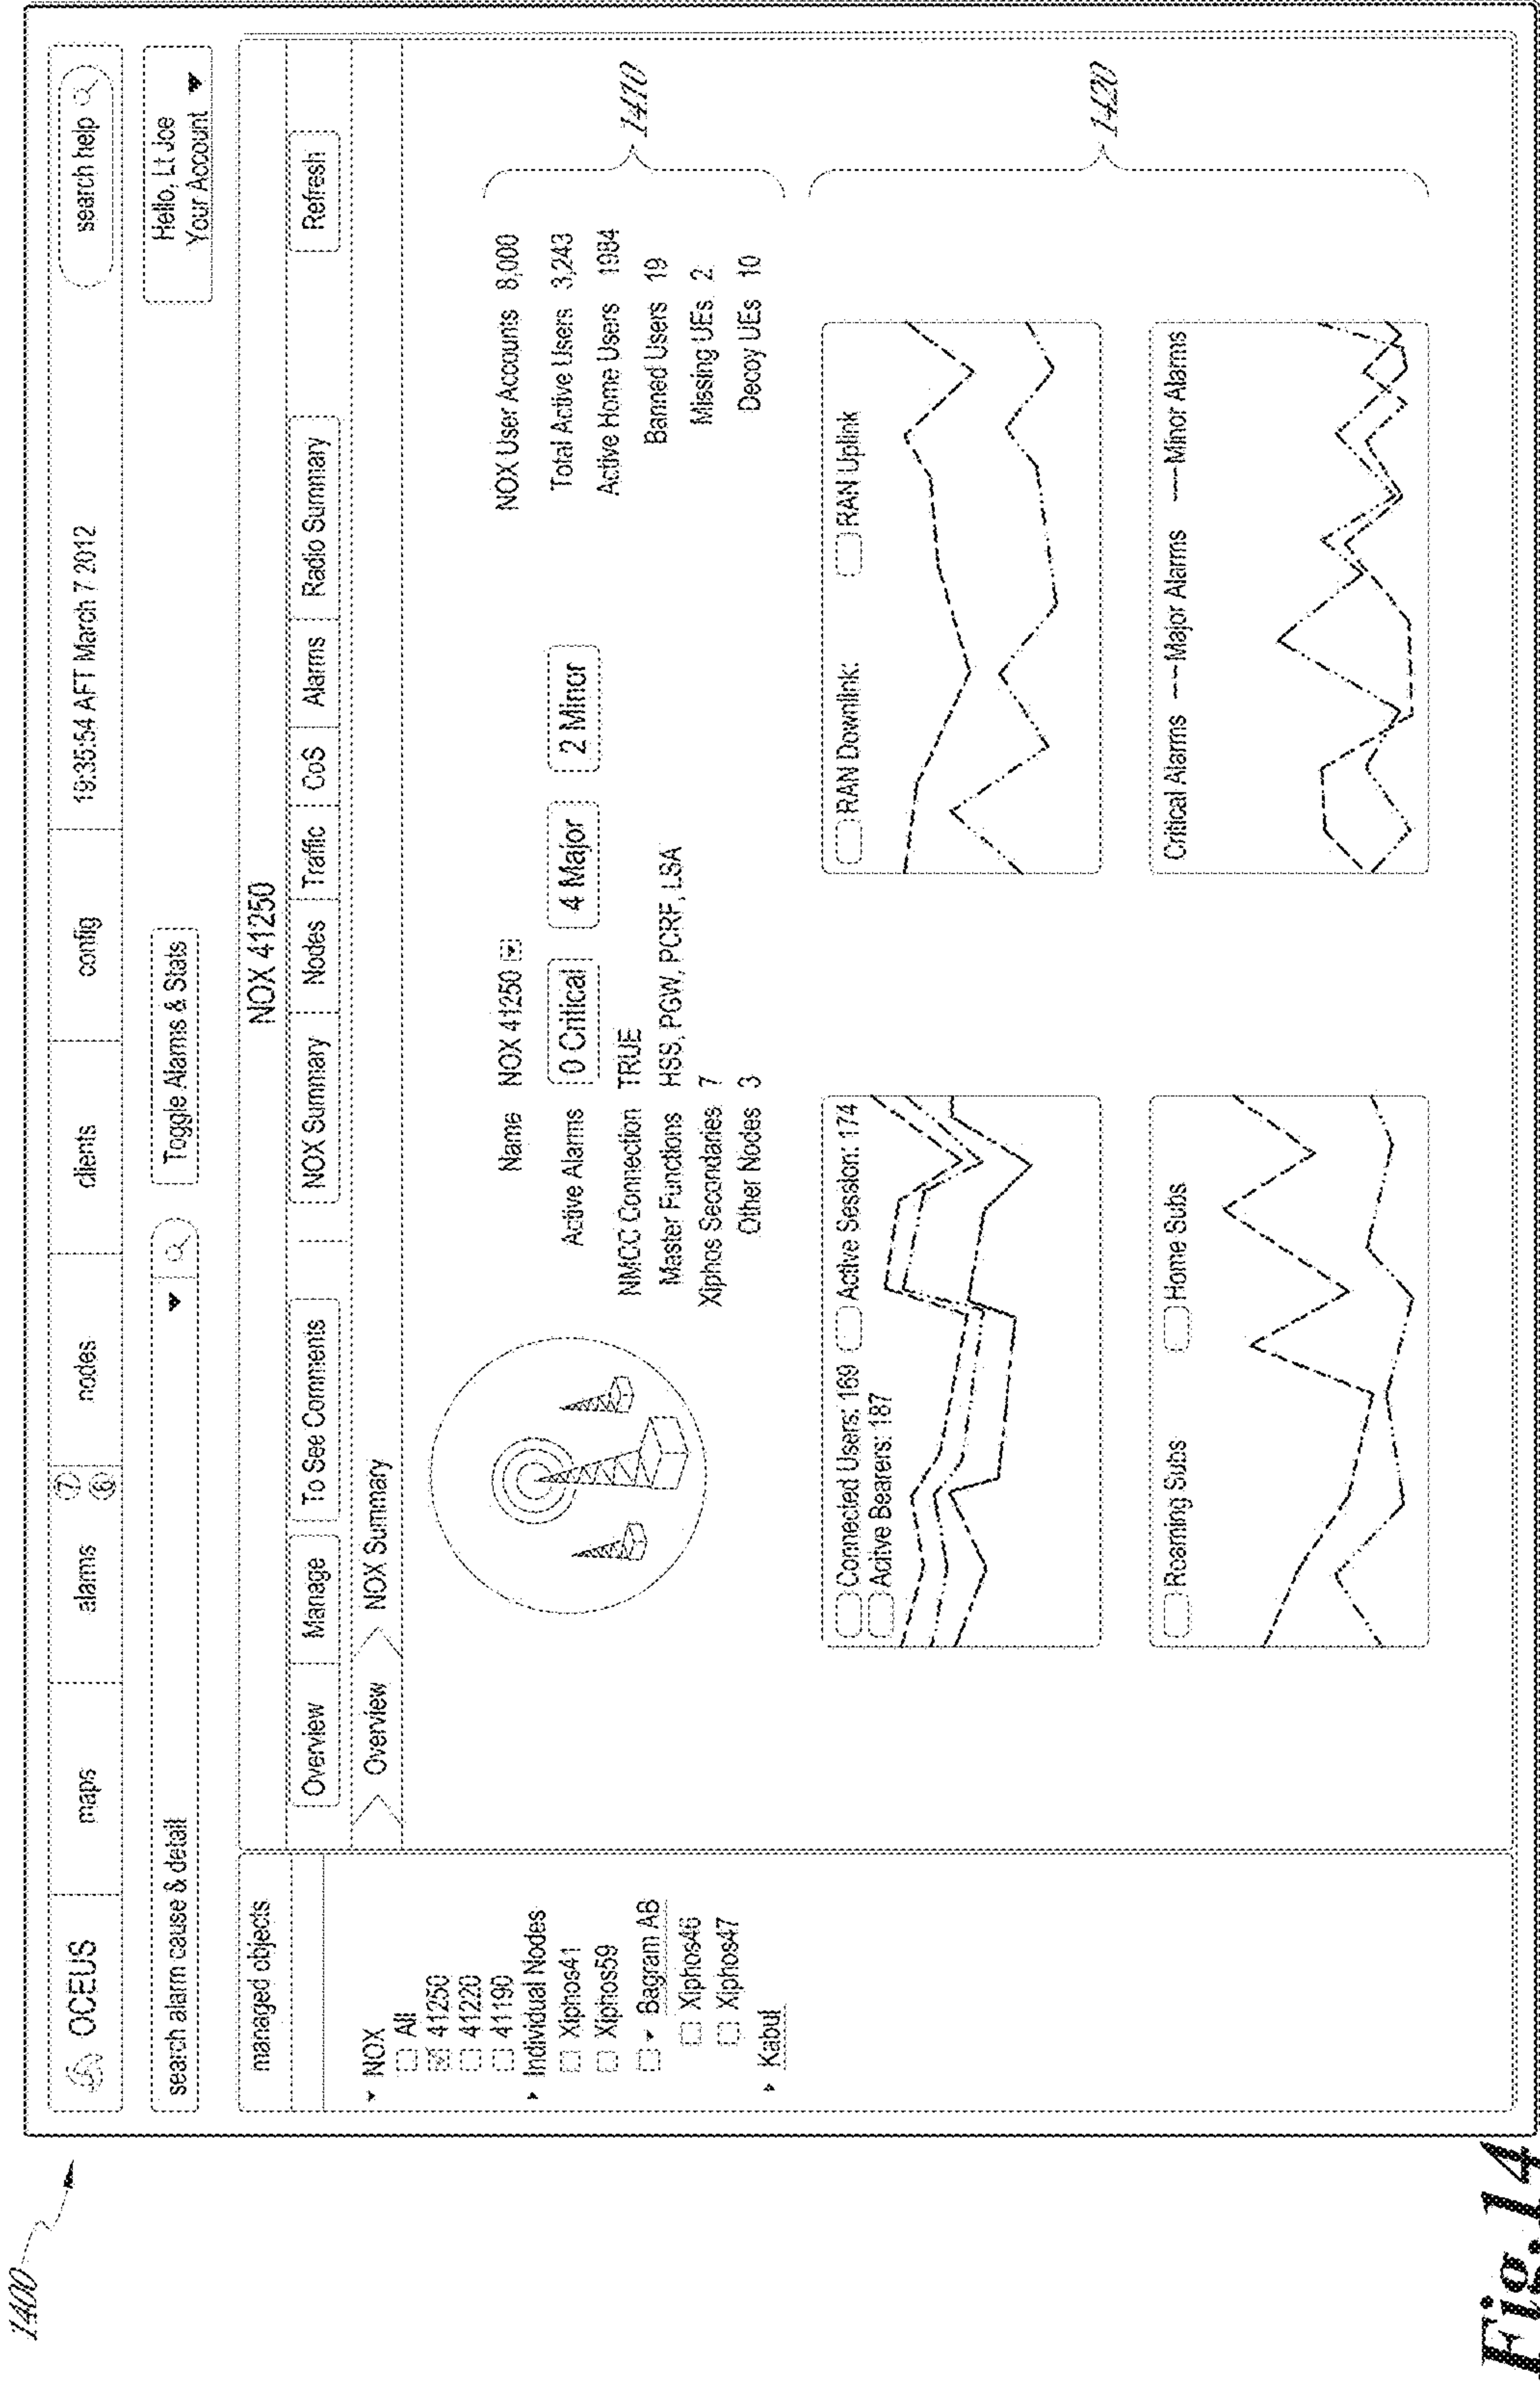 1400
OCEUS
maps
alarms
7
6
nodes
clients
config
19:35:54 AFT March 7 2012
search help
search alarm cause & detail
Toggle Alarms & Stats
Hello, Lt Joe
Your Account
managed objects
NOX
All
41250
41220
41190
Individual Nodes
Xiphos41
Xiphos59
Bagram AB
Xiphos46
Xiphos47
Kabul
NOX 41250
Overview
Manage
To See Comments
NOX Summary
Nodes
Traffic
CoS
Alarms
Radio Summary
Refresh
Overview
NOX Summary
Name NOX 41250
Active Alarms 0 Critical 4 Major 2 Minor
NMCC Connection TRUE
Master Functions HSS, PGW, PCRF, LSA
Xiphos Secondaries 7
Other Nodes 3
NOX User Accounts 8,000
Total Active Users 3,243
Active Home Users 1984
Banned Users 19
Missing UEs 2
Decoy UEs 10
1410
Connected Users: 169 Active Session: 174
Acitve Bearers: 187
RAN Downlink: RAN Uplink
Roaming Subs Home Subs
Critical Alarms Major Alarms Minor Alarms
1420
Fig.14